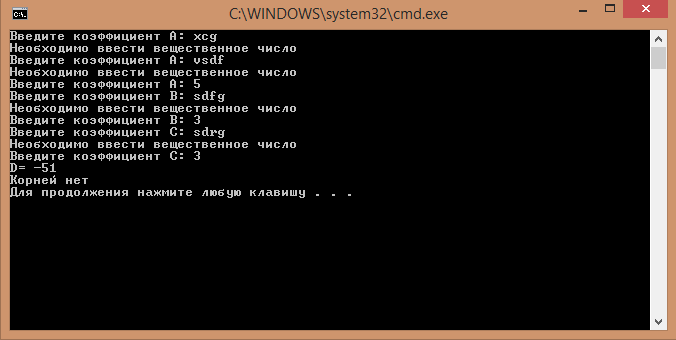 C:\WINDOWS\system32\cmd.exe
Введите коэффициент A: xcg
Необходимо ввести вещественное число
Введите коэффициент A: vsdf
Необходимо ввести вещественное число
Введите коэффициент A: 5
Введите коэффициент B: sdfg
Необходимо ввести вещественное число
Введите коэффициент B: 3
Введите коэффициент C: sdrg
Необходимо ввести вещественное число
Введите коэффициент C: 3
D= -51
Корней нет
Для продолжения нажмите любую клавишу . . .